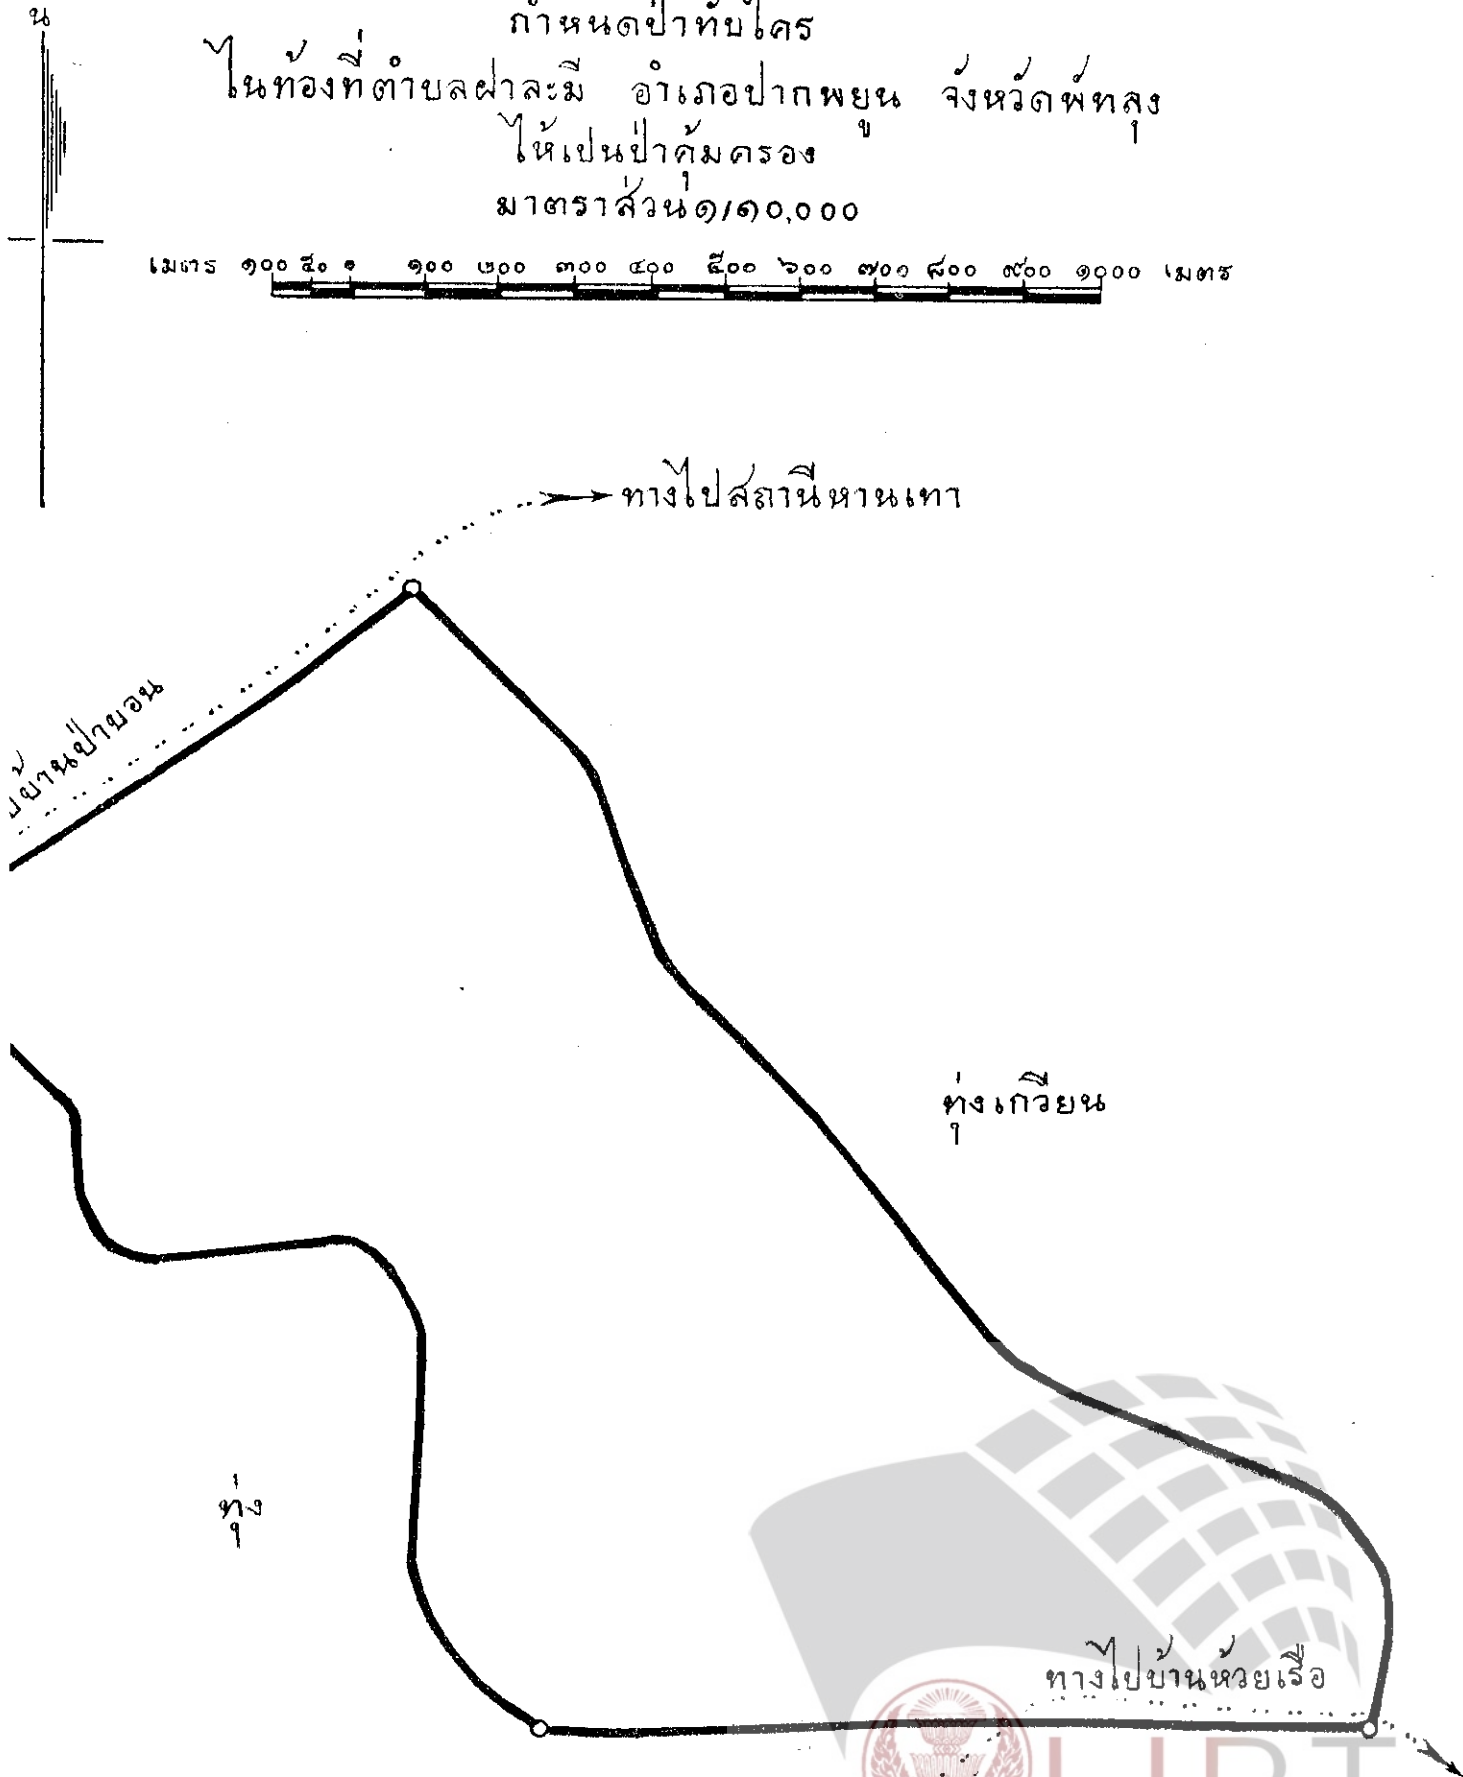 น
กำหนดป่าทับใคร
ในท้องที่ตำบลฝาละมี อำเภอปากพยูน จังหวัดพัทลุง
ให้เปนป่าคุ้มครอง
มาตราส่วน๑/๑๐,๐๐๐
เมตร ๑๐๐ ๕๐ ๐ ๑๐๐ ๒๐๐ ๓๐๐ ๔๐๐ ๕๐๐ ๖๐๐ ๗๐๐ ๘๐๐ ๙๐๐ ๑๐๐๐ เมตร
ทางไปสถานีหานเทา
บ้านป่าบอน
ทุ่งเกวียน
ทุ่ง
ทางไปบ้านห้วยเรือ